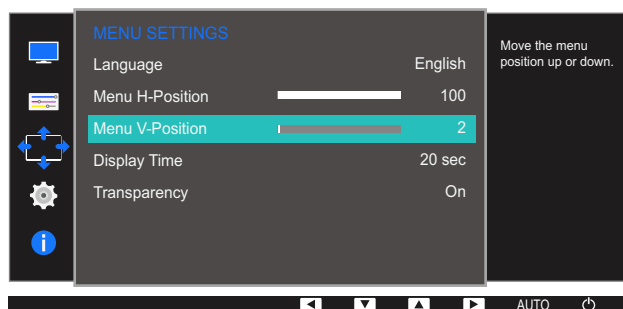 MENU SETTINGS
Language English
Menu H-Position 100
Menu V-Position 2
Display Time 20 sec
Transparency On
Move the menu
position up or down.
AUTO